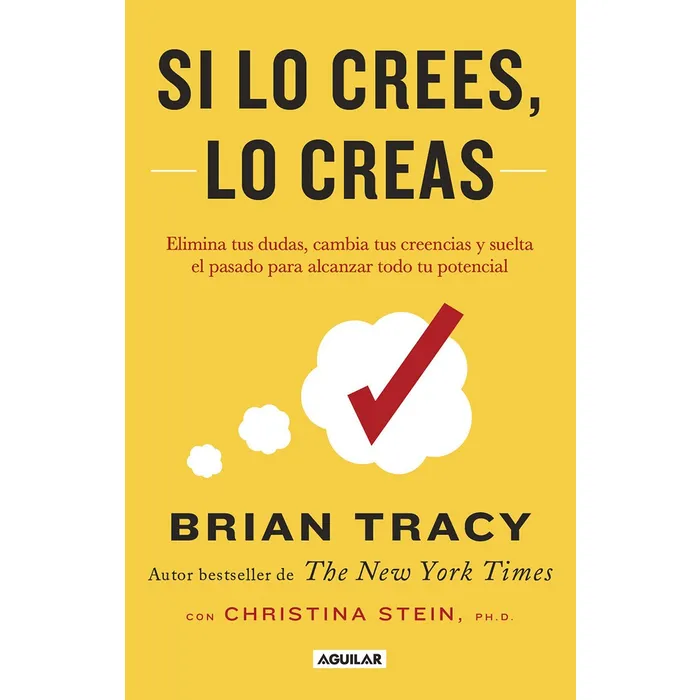 SI LO CREES,
LO CREAS
Elimina tus dudas, cambia tus creencias y suelta
el pasado para alcanzar todo tu potencial
BRIAN TRACY
Autor bestseller de The New York Times
CON CHRISTINA STEIN, PH.D.
AGUILAR